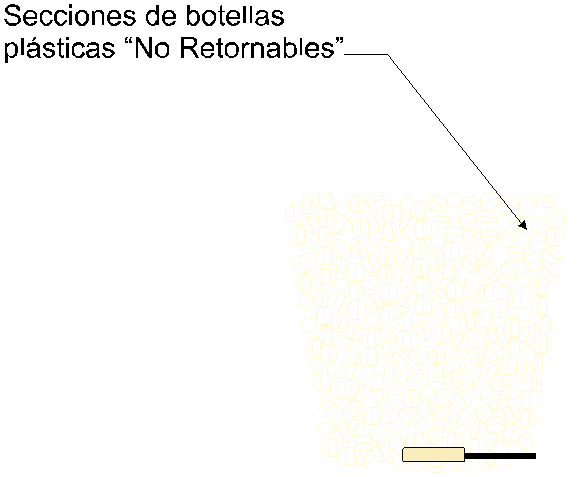 Secciones de botellas
plásticas “No Retornables”